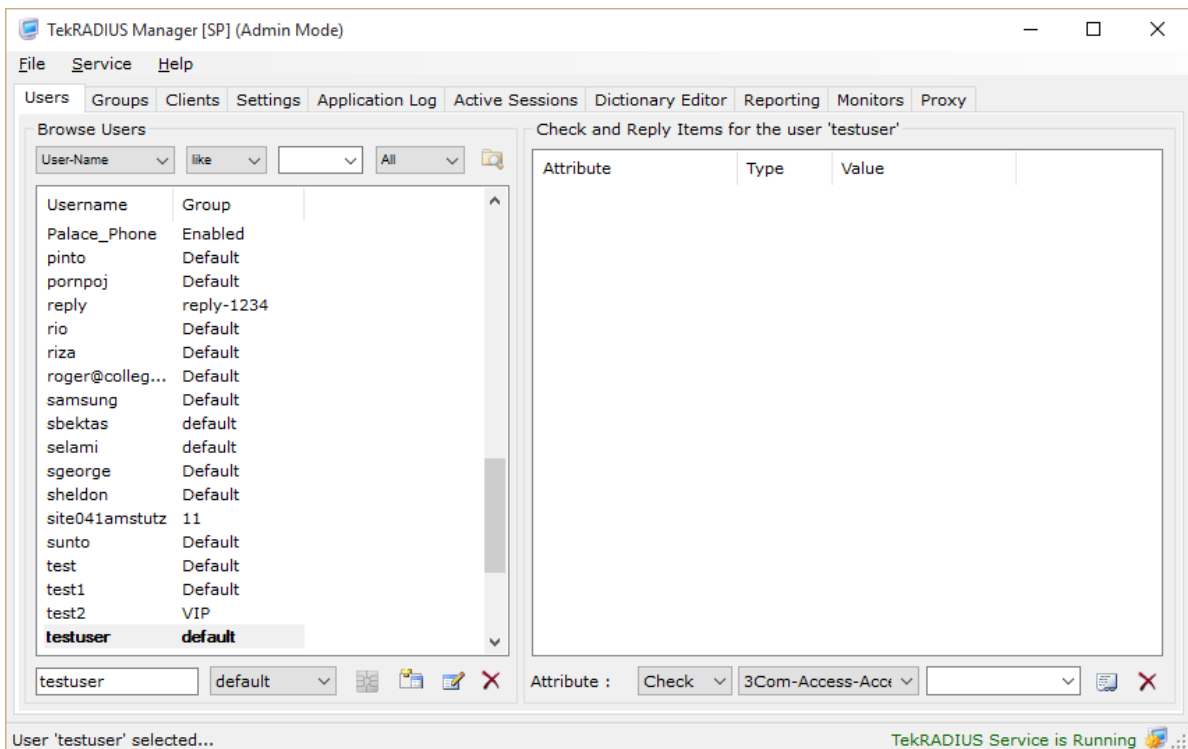 TekRADIUS Manager [SP] (Admin Mode)
File Service Help
Users Groups Clients Settings Application Log Active Sessions Dictionary Editor Reporting Monitors Proxy
Browse Users
User-Name like All
Username Group
Palace_Phone Enabled
pinto Default
pornpoj Default
reply reply-1234
rio Default
riza Default
roger@colleg... Default
samsung Default
sbektas default
selami default
sgeorge Default
sheldon Default
site041amstutz 11
sunto Default
test Default
test1 Default
test2 VIP
testuser default
testuser default
Check and Reply Items for the user 'testuser'
Attribute Type Value
Attribute : Check 3Com-Access-Acce
User 'testuser' selected...
TekRADIUS Service is Running